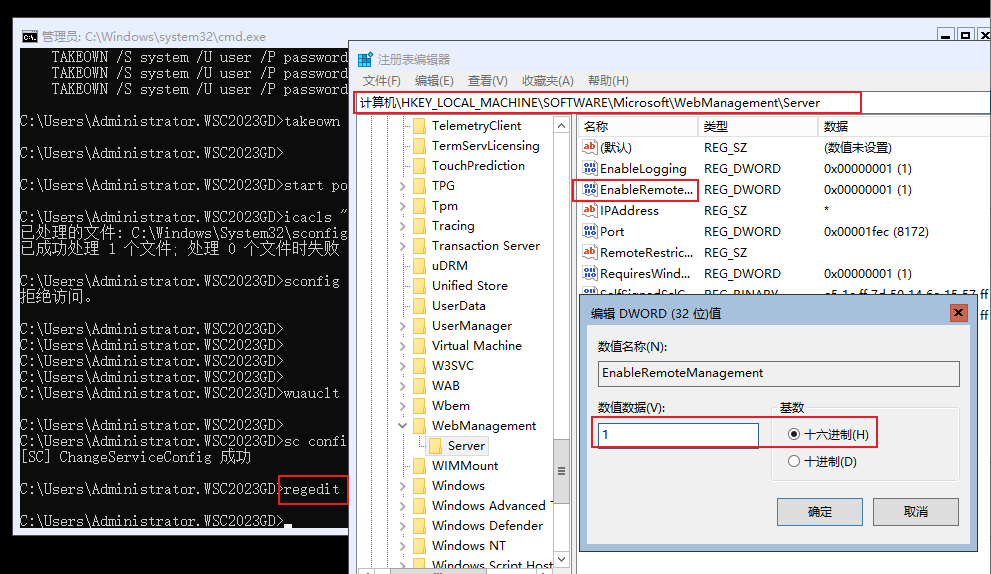 管理员: C:\Windows\system32\cmd.exe
TAKEOWN /S system /U user /P password
TAKEOWN /S system /U user /P password
TAKEOWN /S system /U user /P password
C:\Users\Administrator.WSC2023GD>takeown
C:\Users\Administrator.WSC2023GD>
C:\Users\Administrator.WSC2023GD>start po
C:\Users\Administrator.WSC2023GD>icacls "
已处理的文件: C:\Windows\System32\sconfig
已成功处理 1 个文件; 处理 0 个文件时失败
C:\Users\Administrator.WSC2023GD>sconfig
拒绝访问。
C:\Users\Administrator.WSC2023GD>
C:\Users\Administrator.WSC2023GD>
C:\Users\Administrator.WSC2023GD>
C:\Users\Administrator.WSC2023GD>
C:\Users\Administrator.WSC2023GD>wuauclt
C:\Users\Administrator.WSC2023GD>
C:\Users\Administrator.WSC2023GD>sc confi
[SC] ChangeServiceConfig 成功
C:\Users\Administrator.WSC2023GD>regedit
C:\Users\Administrator.WSC2023GD>
注册表编辑器
文件(F) 编辑(E) 查看(V) 收藏夹(A) 帮助(H)
计算机\HKEY_LOCAL_MACHINE\SOFTWARE\Microsoft\WebManagement\Server
TelemetryClient
TermServLicensing
TouchPrediction
TPG
Tpm
Tracing
Transaction Server
uDRM
Unified Store
UserData
UserManager
Virtual Machine
W3SVC
WAB
Wbem
WebManagement
Server
WIMMount
Windows
Windows Advanced T
Windows Defender
Windows NT
Windows Script Host
名称 类型 数据
(默认) REG_SZ (数值未设置)
EnableLogging REG_DWORD 0x00000001 (1)
EnableRemote... REG_DWORD 0x00000001 (1)
IPAddress REG_SZ *
Port REG_DWORD 0x00001fec (8172)
RemoteRestric... REG_SZ
RequiresWind... REG_DWORD 0x00000001 (1)
编辑 DWORD (32 位)值
数值名称(N):
EnableRemoteManagement
数值数据(V):
1
基数
十六进制(H)
十进制(D)
确定 取消